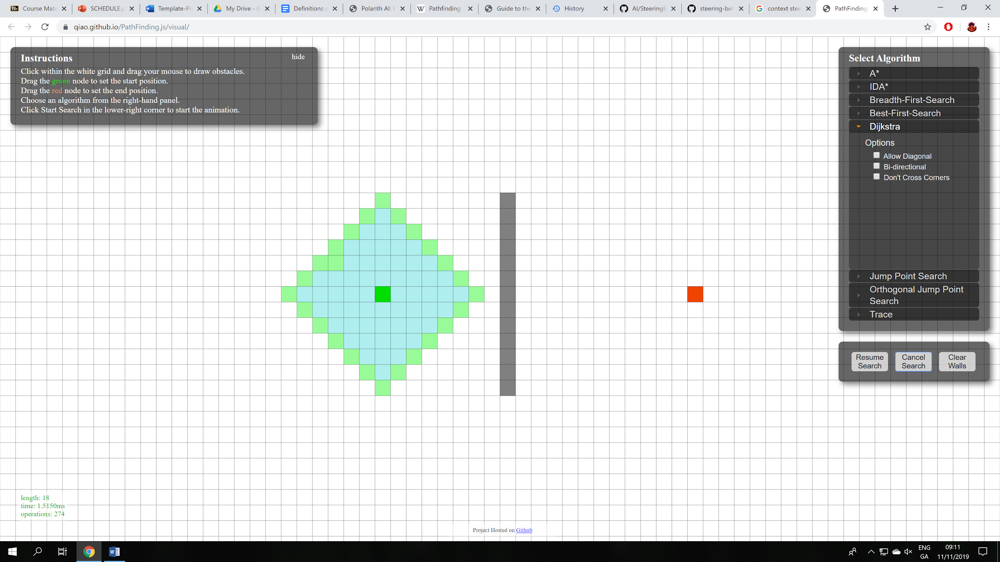 Course Mate
SCHEDULE.p
Template-Pr
My Drive - G
Definitions o
Polarith AI: U
Pathfinding
Guide to the
History
AI/SteeringB
steering-beh
context stee
PathFinding.
qiao.github.io/PathFinding.js/visual/
Instructions
hide
Click within the white grid and drag your mouse to draw obstacles.
Drag the green node to set the start position.
Drag the red node to set the end position.
Choose an algorithm from the right-hand panel.
Click Start Search in the lower-right corner to start the animation.
Select Algorithm
A*
IDA*
Breadth-First-Search
Best-First-Search
Dijkstra
Options
Allow Diagonal
Bi-directional
Don't Cross Corners
Jump Point Search
Orthogonal Jump Point
Search
Trace
Resume
Search
Cancel
Search
Clear
Walls
length: 18
time: 1.5150ms
operations: 274
Project Hosted on Github
ENG
GA
09:11
11/11/2019